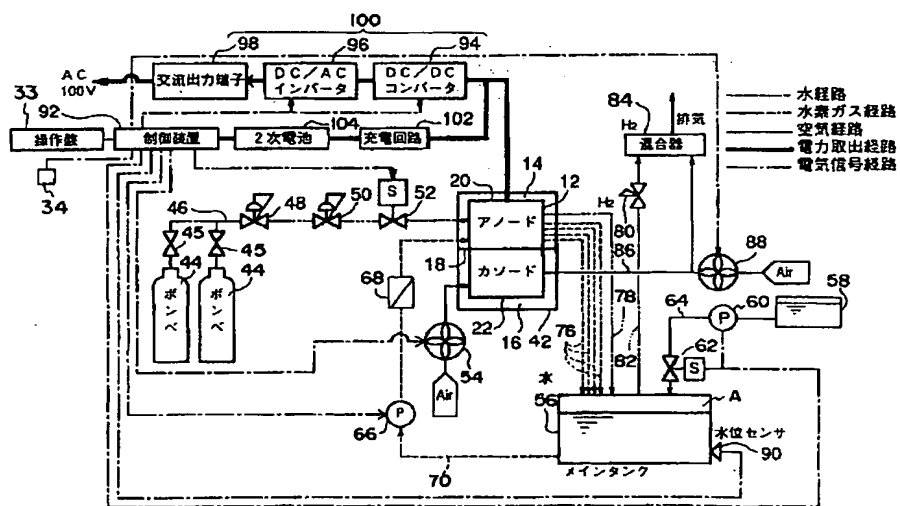 100
98
96
94
AC
100V
交流出力端子
DC/AC
インバータ
DC/DC
コンバータ
33
92
104
102
操作盤
制御装置
2次電池
充電回路
34
84
H₂
排気
混合器
水経路
水素ガス経路
空気経路
電力取出経路
電気信号経路
14
20
12
46
48
50
S
52
アノード
H₂
80
45
45
18
86
88
カソード
Air
44
44
ボンベ
ボンベ
68
78
58
64
60
P
22
16
42
82
62
S
76
54
水
Air
56
A
P
66
水位センサ
90
70
メインタンク